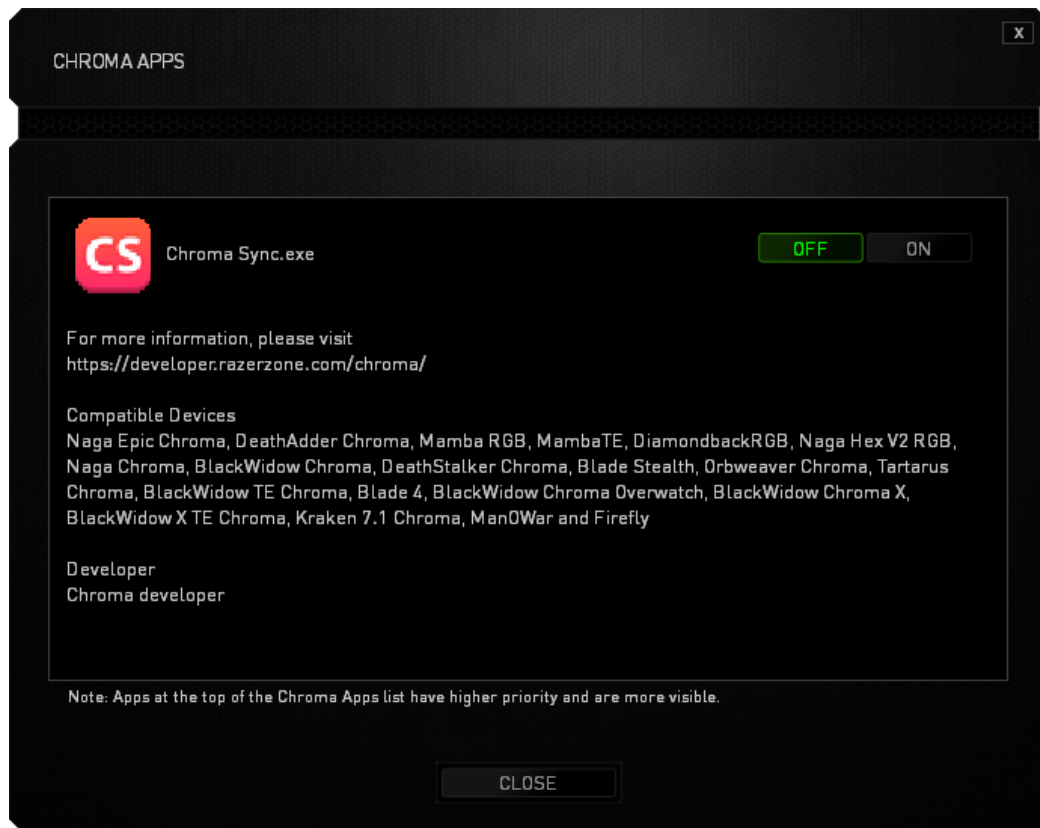 X
CHROMA APPS
CS
Chroma Sync.exe
OFF
ON
For more information, please visit
https://developer.razerzone.com/chroma/
Compatible Devices
Naga Epic Chroma, DeathAdder Chroma, Mamba RGB, MambaTE, DiamondbackRGB, Naga Hex V2 RGB,
Naga Chroma, BlackWidow Chroma, DeathStalker Chroma, Blade Stealth, Orbweaver Chroma, Tartarus
Chroma, BlackWidow TE Chroma, Blade 4, BlackWidow Chroma Overwatch, BlackWidow Chroma X,
BlackWidow X TE Chroma, Kraken 7.1 Chroma, ManOWar and Firefly
Developer
Chroma developer
Note: Apps at the top of the Chroma Apps list have higher priority and are more visible.
CLOSE